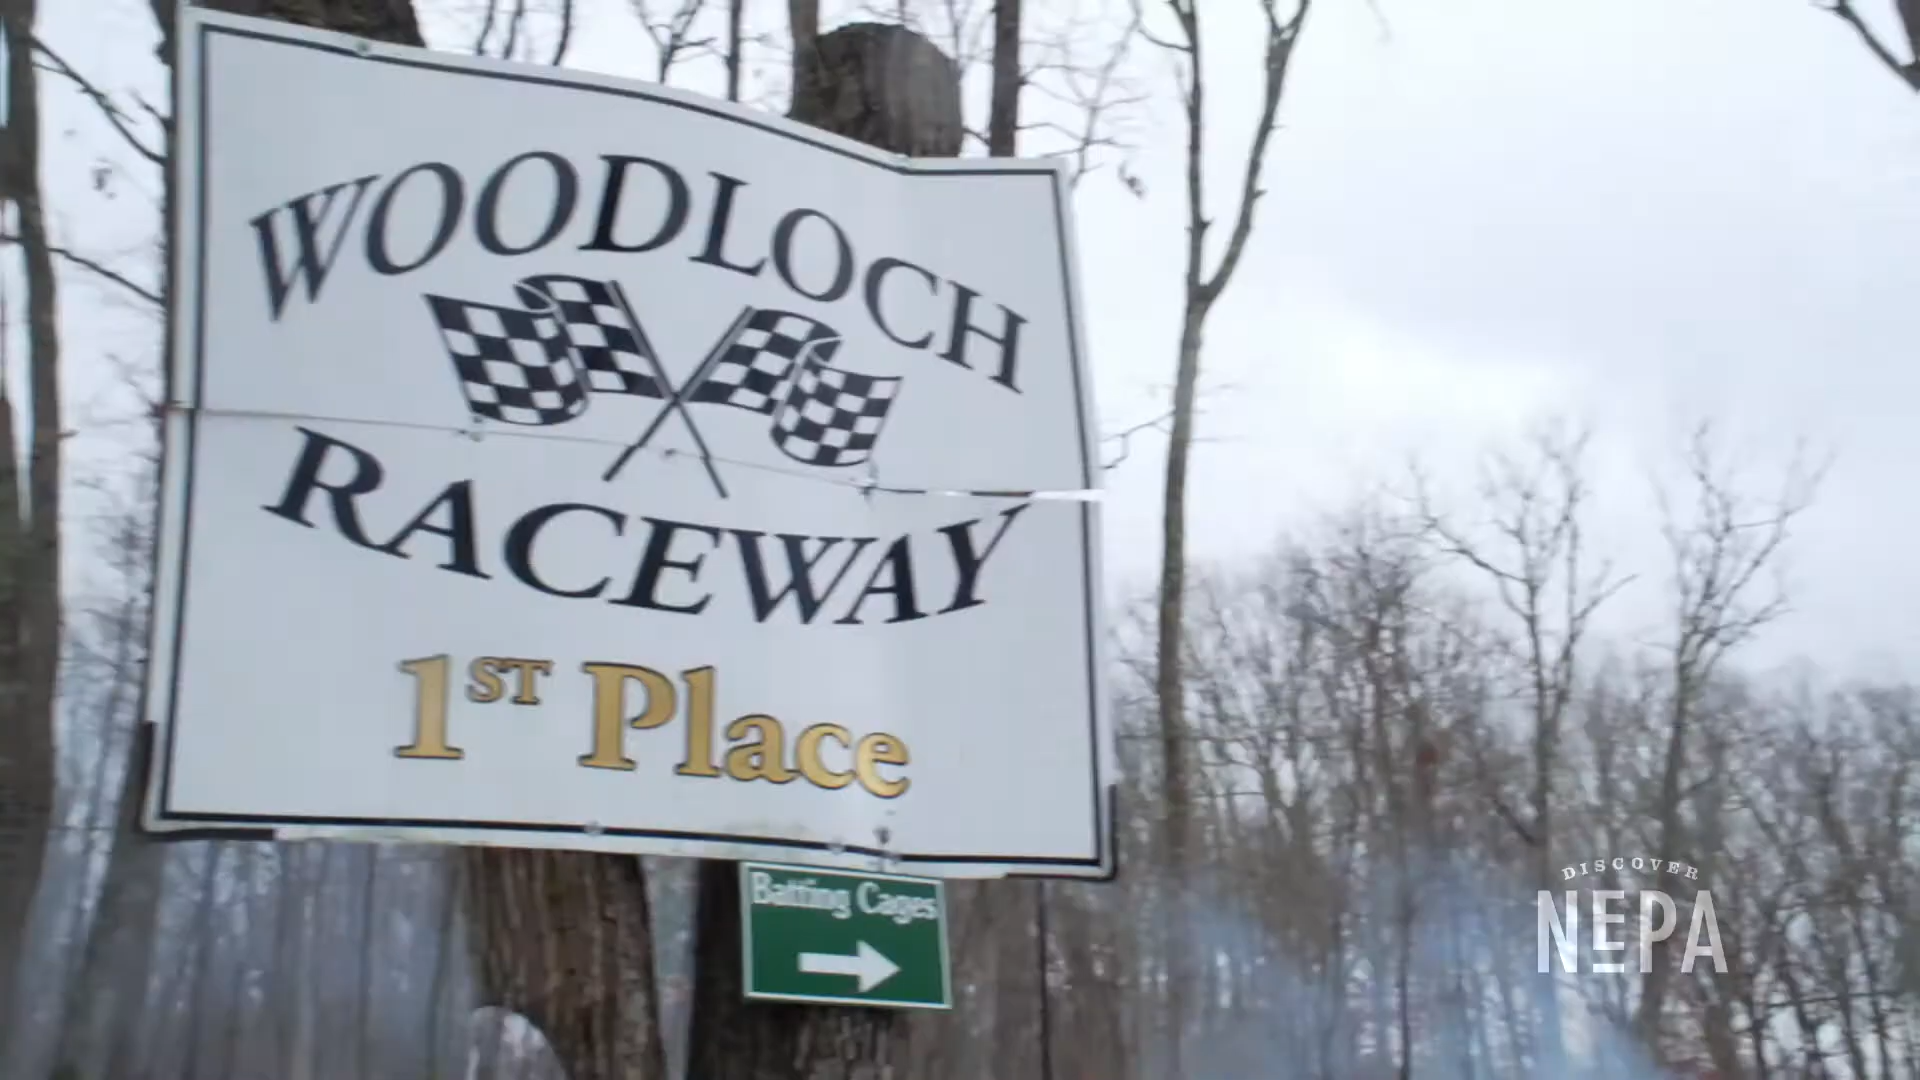 WOODLOCH
RACEWAY
1ST Place
Batting Cages
DISCOVER
NEPA